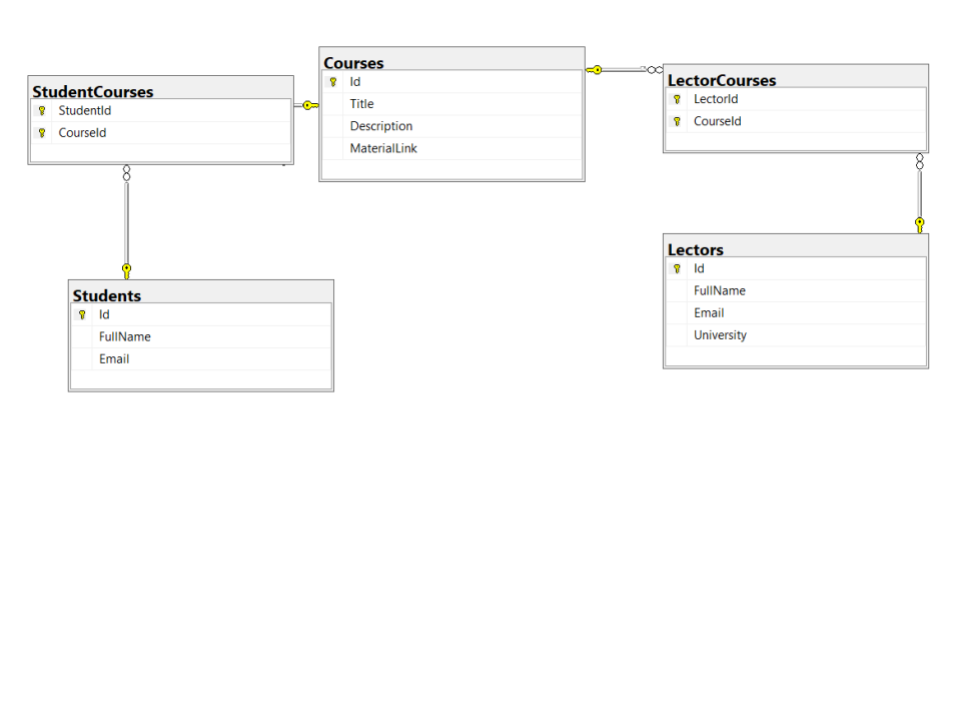 StudentCourses
StudentId
CourseId
Courses
Id
Title
Description
MaterialLink
LectorCourses
LectorId
CourseId
Students
Id
FullName
Email
Lectors
Id
FullName
Email
University